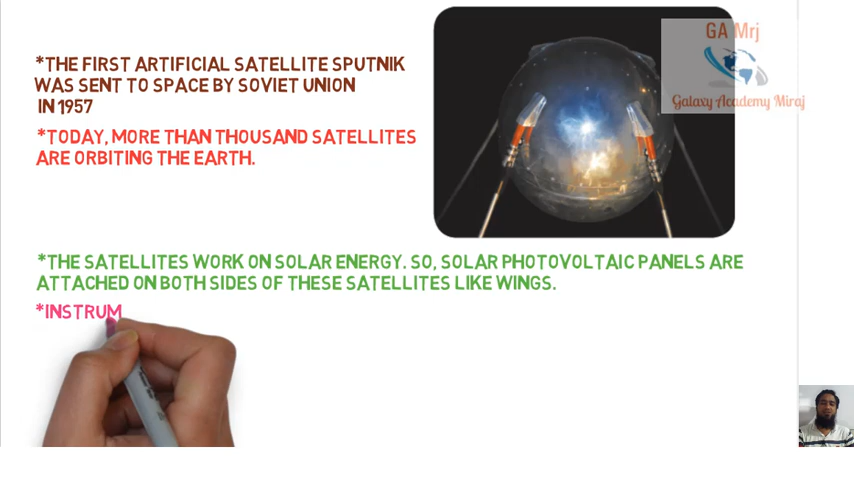 *THE FIRST ARTIFICIAL SATELLITE SPUTNIK
WAS SENT TO SPACE BY SOVIET UNION
IN 1957
*TODAY, MORE THAN THOUSAND SATELLITES
ARE ORBITING THE EARTH.
GA Mrj
Galaxy Academy Miraj
*THE SATELLITES WORK ON SOLAR ENERGY. SO, SOLAR PHOTOVOLTAIC PANELS ARE
ATTACHED ON BOTH SIDES OF THESE SATELLITES LIKE WINGS.
*INSTRUM